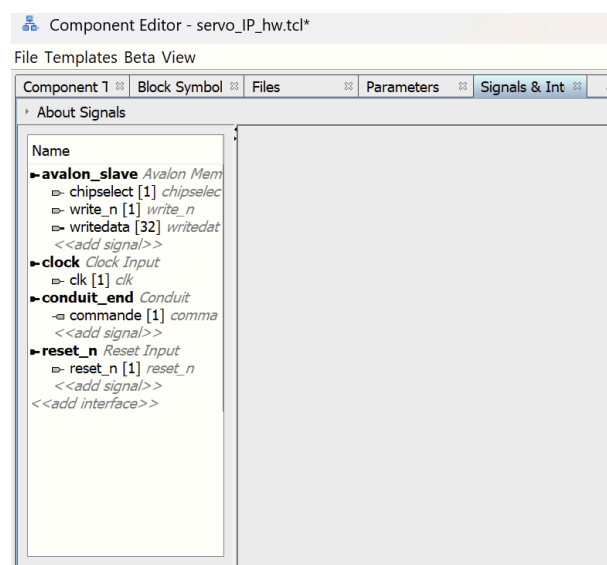 Component Editor - servo_IP_hw.tcl*
File Templates Beta View
Component T Block Symbol Files Parameters Signals & Int
About Signals
Name
avalon_slave Avalon Mem
chipselect [1] chipselec
write_n [1] write_n
writedata [32] writedat
<<add signal>>
clock Clock Input
clk [1] clk
conduit_end Conduit
commande [1] comma
<<add signal>>
reset_n Reset Input
reset_n [1] reset_n
<<add signal>>
<<add interface>>